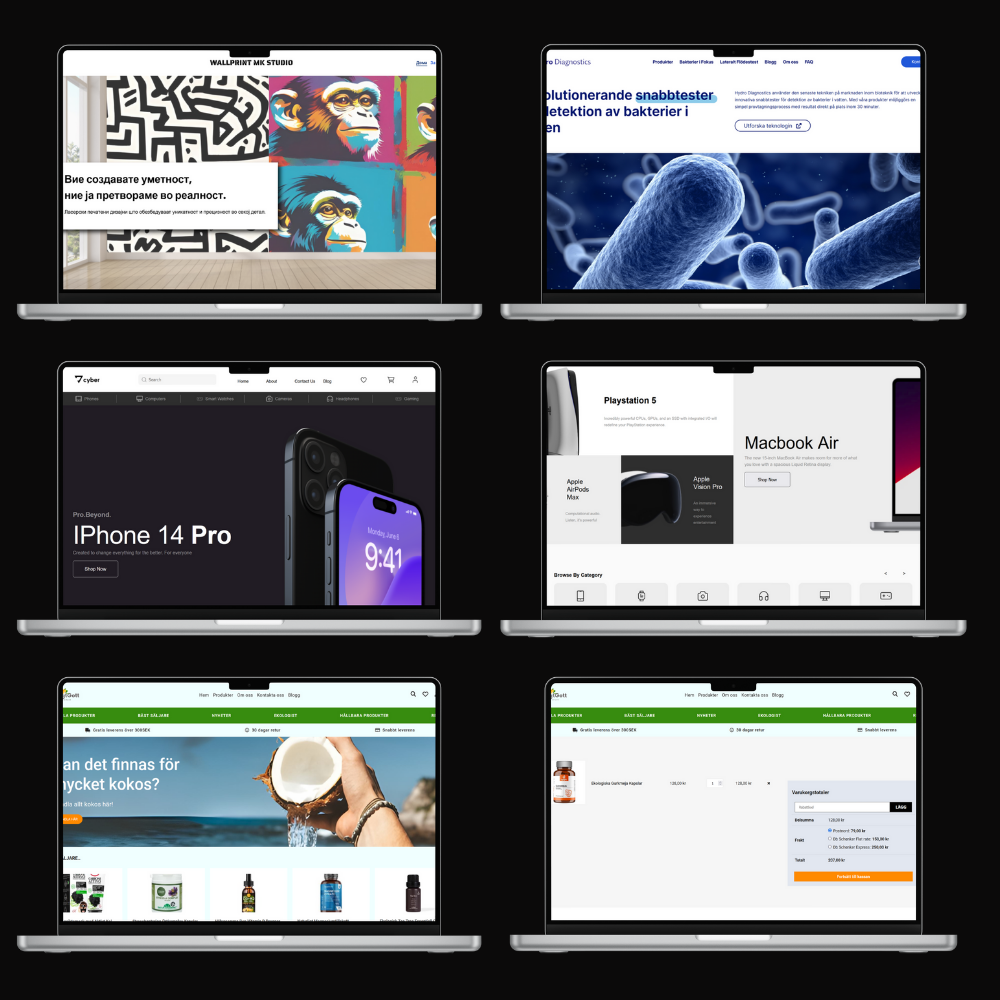 WALLPRINT MK STUDIO
Дома
За
Вие создавате уметност,
ние ја претвораме во реалност.
Ласерски печатени дизајни што обезбедуваат уникатност и прецизност во секој детал.
ro Diagnostics
Produkter Bakterier i Fokus Lateralt Flödestest Blogg Om oss FAQ
Kon
olutionerande snabbtester
detektion av bakterier i
en
Hydro Diagnostics använder den senaste tekniken på marknaden inom bioteknik för att utveckl
innovativa snabbtester för detektion av bakterier i vatten. Med våra produkter möjliggörs en
simpel provtagningsprocess med resultat direkt på plats inom 20 minuter.
Utforska teknologin
cyber
Search
Home About Contact Us Blog
Phones Computers Smart Watches Cameras Headphones Gaming
Pro.Beyond.
IPhone 14 Pro
Created to change everything for the better. For everyone
Shop Now
Monday, June 6
9:41
Playstation 5
Incredibly powerful CPUs, GPUs, and an SSD with integrated I/O will
redefine your PlayStation experience.
Apple
AirPods
Max
Computational audio.
Listen, it's powerful
Apple
Vision Pro
An immersive
way to
experience
entertainment
Macbook Air
The new 15-inch MacBook Air makes room for more of what
you love with a spacious Liquid Retina display.
Shop Now
Browse By Category
Hem Produkter Om oss Kontakta oss Blogg
LA PRODUKTER BÄST SÄLJARE NYHETER EKOLOGIST HÅLLBARA PRODUKTER
Gratis leverans över 300SEK 30 dagar retur Snabbt leverans
an det finnas för
nycket kokos?
allt kokos här!
LJARE..
Hem Produkter Om oss Kontakta oss Blogg
LA PRODUKTER BÄST SÄLJARE NYHETER EKOLOGIST HÅLLBARA PRODUKTER
Gratis leverans över 300SEK 30 dagar retur Snabbt leverans
Ekologiska Gurkmeja Kapslar
128,00 kr
1
128,00 kr
Varukorgstotaler
LÄGG
Delsumma 128,00 kr
Frakt
Postnord: 79,00 kr
Db Schenker Flat rate: 150,00 kr
Db Schenker Express: 250,00 kr
Totalt
Fortsätt till kassan